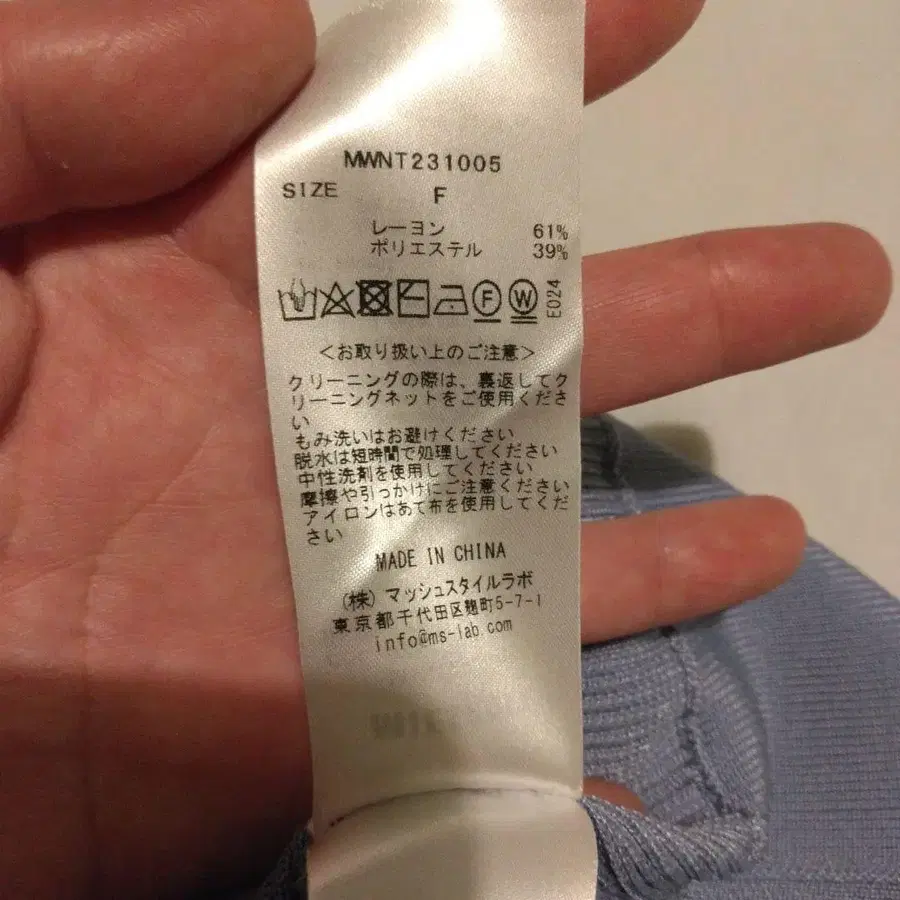 MWNT231005
SIZE F
レーヨン 61%
ポリエステル 39%
F W E024
<お取り扱い上のご注意>
クリーニングの際は、裏返してク
リーニングネットをご使用くださ
い
もみ洗いはお避けください
脱水は短時間で処理してください
中性洗剤を使用してください
摩擦や引っかけにご注意ください
アイロンはあて布を使用してくだ
さい
MADE IN CHINA
(株)マッシュスタイルラボ
東京都千代田区麹町5-7-1
info@ms-lab.com